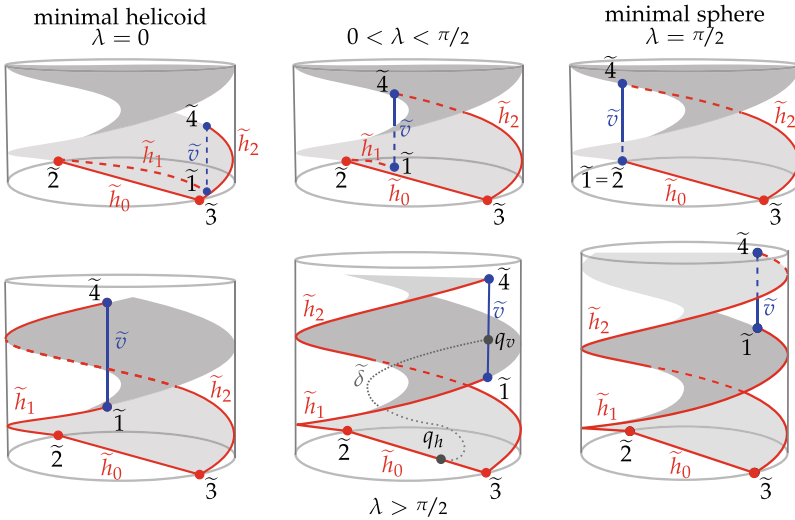 minimal helicoid
λ = 0
0 < λ < π/2
minimal sphere
λ = π/2
4̃
ṽ
h̃₂
h̃₁
1̃
2̃
h̃₀
3̃
4̃
h̃₂
ṽ
h̃₁
2̃
1̃
h̃₀
3̃
4̃
h̃₂
ṽ
1̃ = 2̃
h̃₀
3̃
4̃
ṽ
h̃₂
h̃₁
1̃
2̃
h̃₀
3̃
4̃
h̃₂
ṽ
q_v
δ̃
1̃
h̃₁
q_h
2̃
h̃₀
3̃
λ > π/2
4̃
ṽ
h̃₂
1̃
h̃₁
2̃
h̃₀
3̃